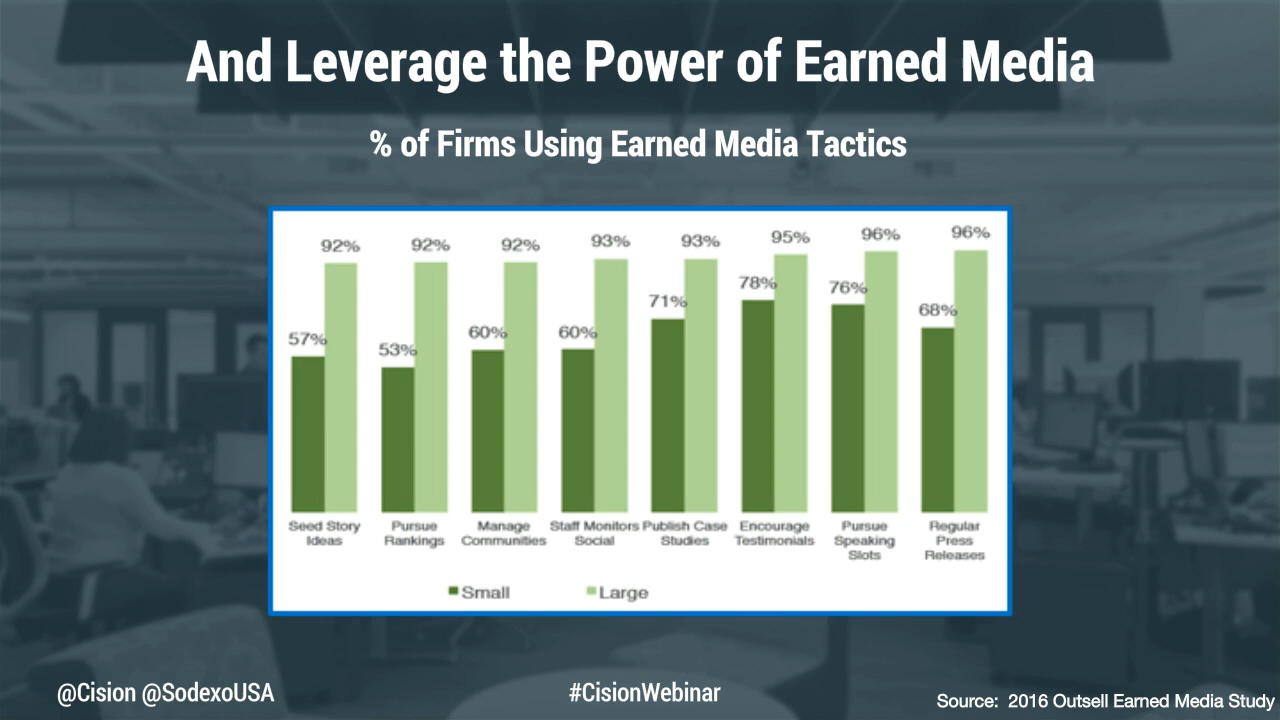 And Leverage the Power of Earned Media
% of Firms Using Earned Media Tactics
92% 92% 92% 93% 93% 95% 96% 96%
57% 53% 60% 60% 71% 78% 76% 68%
Seed Story Ideas
Pursue Rankings
Manage Communities
Staff Monitors Social
Publish Case Studies
Encourage Testimonials
Pursue Speaking Slots
Regular Press Releases
Small Large
@Cision @SodexoUSA
#CisionWebinar
Source: 2016 Outsell Earned Media Study